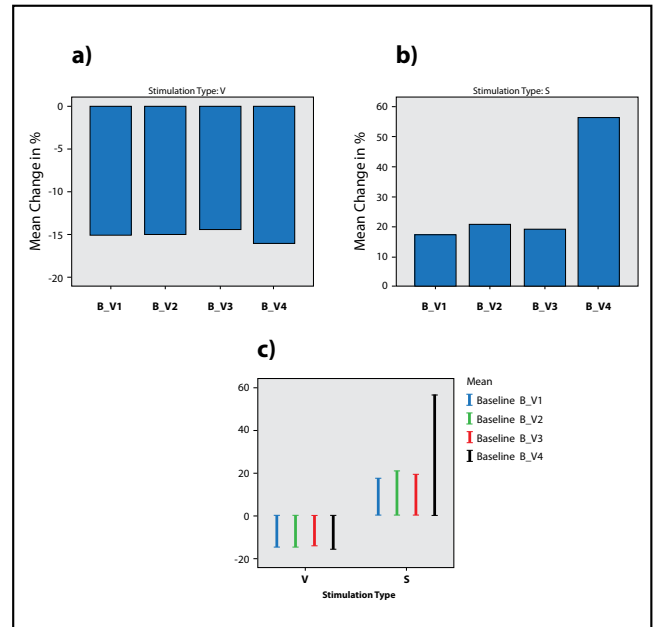 a)
Stimulation Type: V
Mean Change in %
0
-5
-10
-15
-20
B_V1 B_V2 B_V3 B_V4
b)
Stimulation Type: S
Mean Change in %
60
50
40
30
20
10
0
B_V1 B_V2 B_V3 B_V4
c)
60
40
20
0
-20
V S
Stimulation Type
Mean
Baseline B_V1
Baseline B_V2
Baseline B_V3
Baseline B_V4